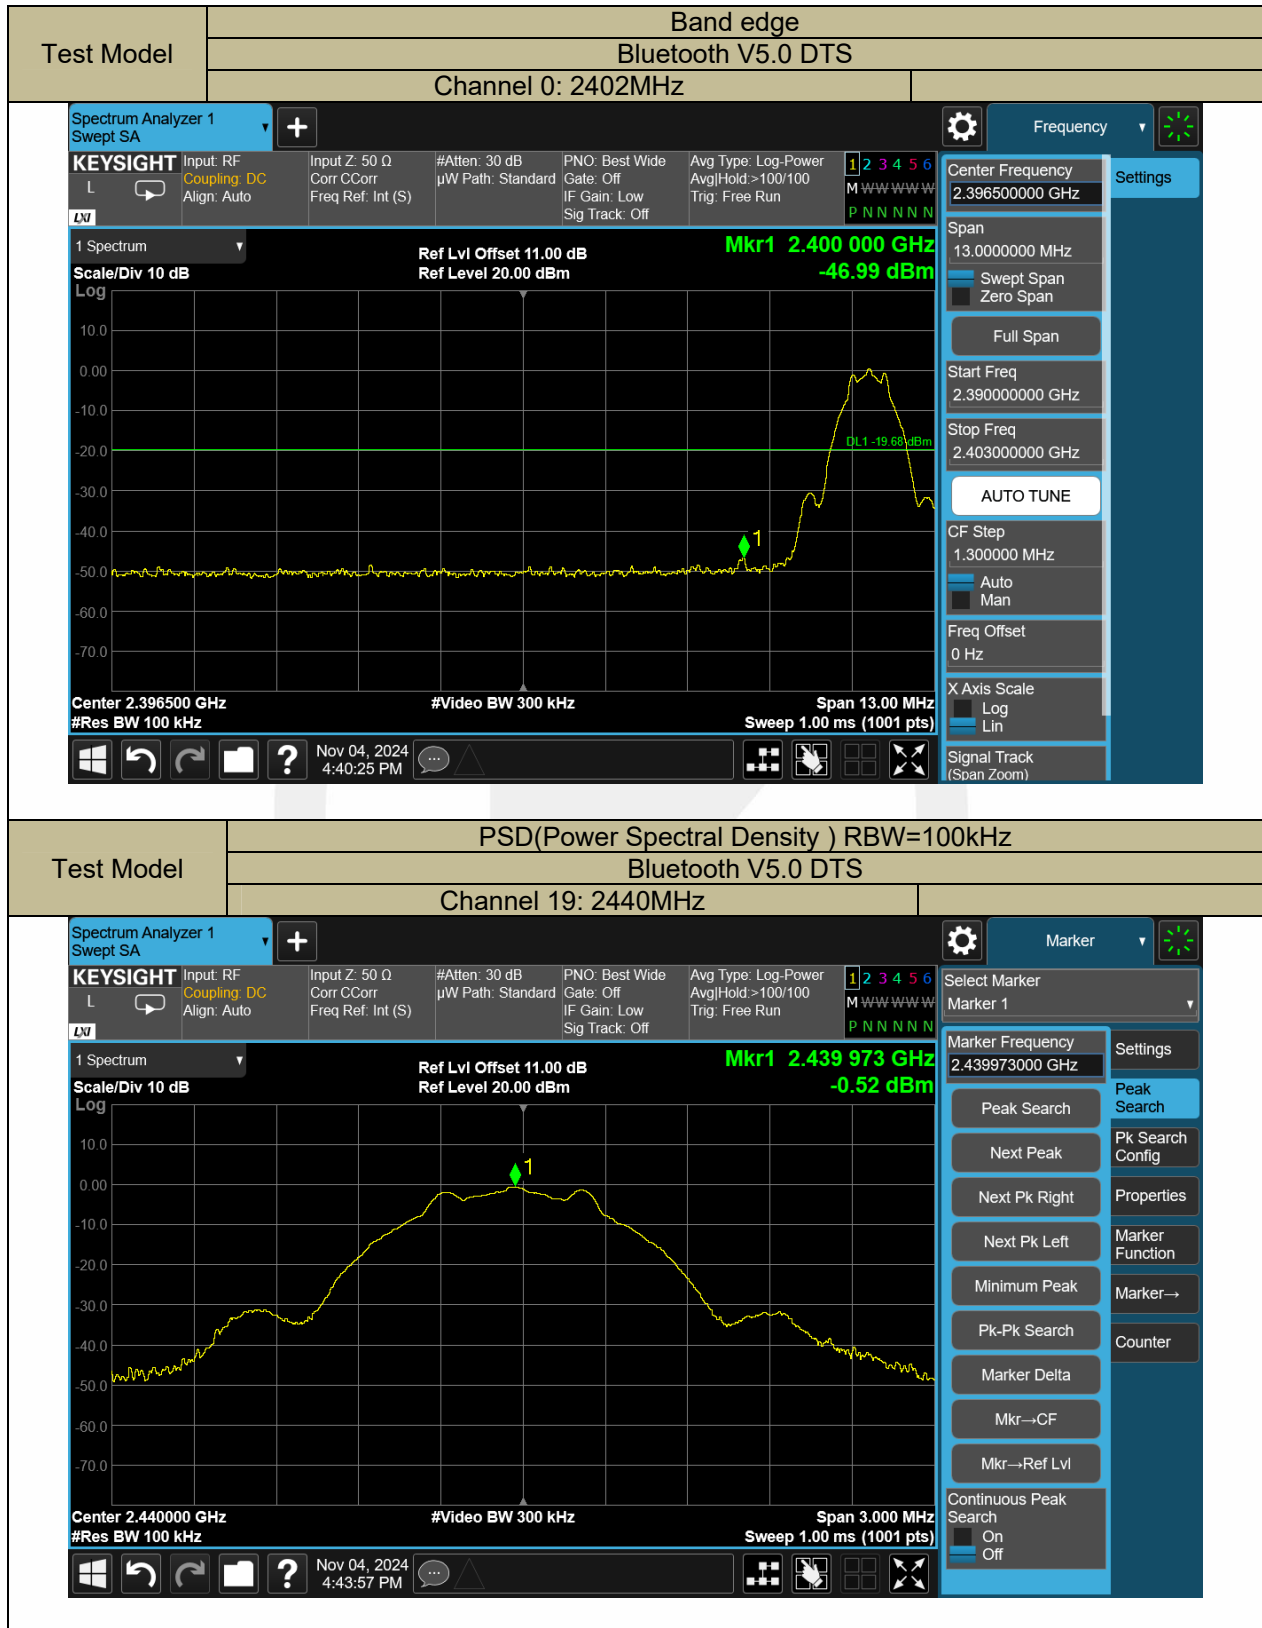 Test Model
Band edge
Bluetooth V5.0 DTS
Channel 0: 2402MHz
Spectrum Analyzer 1
Swept SA
Frequency
KEYSIGHT
L
LXI
Input: RF
Coupling: DC
Align: Auto
Input Z: 50 Ω
Corr CCorr
Freq Ref: Int (S)
#Atten: 30 dB
µW Path: Standard
PNO: Best Wide
Gate: Off
IF Gain: Low
Sig Track: Off
Avg Type: Log-Power
Avg|Hold:>100/100
Trig: Free Run
1 2 3 4 5 6
M W W W W W
P N N N N N
1 Spectrum
Scale/Div 10 dB
Log
Ref Lvl Offset 11.00 dB
Ref Level 20.00 dBm
Mkr1 2.400 000 GHz
-46.99 dBm
10.0
0.00
-10.0
-20.0
-30.0
-40.0
-50.0
-60.0
-70.0
DL1 -19.68 dBm
1
Center 2.396500 GHz
#Res BW 100 kHz
#Video BW 300 kHz
Span 13.00 MHz
Sweep 1.00 ms (1001 pts)
Nov 04, 2024
4:40:25 PM
Center Frequency
2.396500000 GHz
Settings
Span
13.0000000 MHz
Swept Span
Zero Span
Full Span
Start Freq
2.390000000 GHz
Stop Freq
2.403000000 GHz
AUTO TUNE
CF Step
1.300000 MHz
Auto
Man
Freq Offset
0 Hz
X Axis Scale
Log
Lin
Signal Track
(Span Zoom)
Test Model
PSD(Power Spectral Density ) RBW=100kHz
Bluetooth V5.0 DTS
Channel 19: 2440MHz
Spectrum Analyzer 1
Swept SA
Marker
KEYSIGHT
L
LXI
Input: RF
Coupling: DC
Align: Auto
Input Z: 50 Ω
Corr CCorr
Freq Ref: Int (S)
#Atten: 30 dB
µW Path: Standard
PNO: Best Wide
Gate: Off
IF Gain: Low
Sig Track: Off
Avg Type: Log-Power
Avg|Hold:>100/100
Trig: Free Run
1 2 3 4 5 6
M W W W W W
P N N N N N
1 Spectrum
Scale/Div 10 dB
Log
Ref Lvl Offset 11.00 dB
Ref Level 20.00 dBm
Mkr1 2.439 973 GHz
-0.52 dBm
10.0
0.00
-10.0
-20.0
-30.0
-40.0
-50.0
-60.0
-70.0
1
Center 2.440000 GHz
#Res BW 100 kHz
#Video BW 300 kHz
Span 3.000 MHz
Sweep 1.00 ms (1001 pts)
Nov 04, 2024
4:43:57 PM
Select Marker
Marker 1
Marker Frequency
2.439973000 GHz
Peak Search
Next Peak
Next Pk Right
Next Pk Left
Minimum Peak
Pk-Pk Search
Marker Delta
Mkr→CF
Mkr→Ref Lvl
Continuous Peak
Search
On
Off
Settings
Peak
Search
Pk Search
Config
Properties
Marker
Function
Marker→
Counter